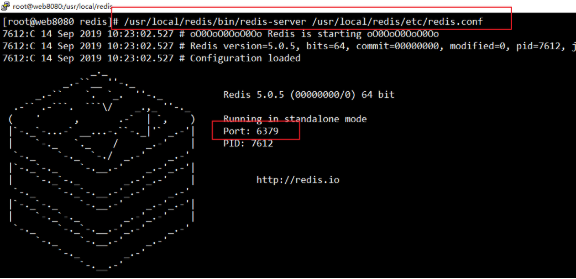 root@web8080:/usr/local/redis
[root@web8080 redis]# /usr/local/redis/bin/redis-server /usr/local/redis/etc/redis.conf
7612:C 14 Sep 2019 10:23:02.527 # oO0OoO0OoO0Oo Redis is starting oO0OoO0OoO0Oo
7612:C 14 Sep 2019 10:23:02.527 # Redis version=5.0.5, bits=64, commit=00000000, modified=0, pid=7612, j
7612:C 14 Sep 2019 10:23:02.527 # Configuration loaded
Redis 5.0.5 (00000000/0) 64 bit
Running in standalone mode
Port: 6379
PID: 7612
http://redis.io